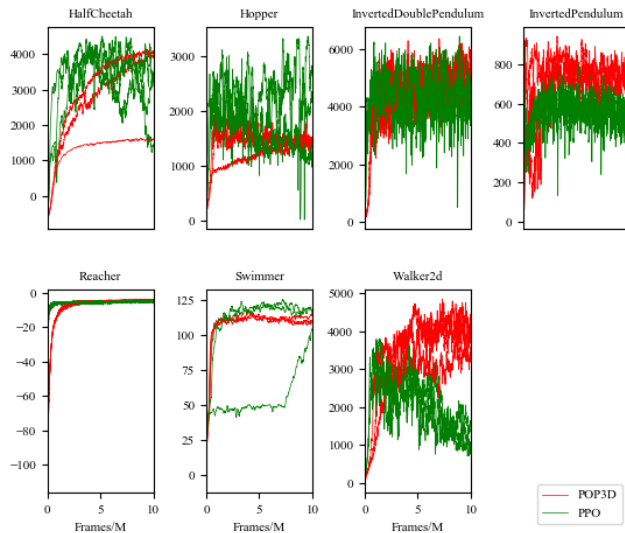 HalfCheetah
Hopper
InvertedDoublePendulum
InvertedPendulum
4000
3000
2000
1000
0
3000
2000
1000
6000
4000
2000
0
800
600
400
200
0
Reacher
Swimmer
Walker2d
0
−20
−40
−60
−80
−100
125
100
75
50
25
0
5000
4000
3000
2000
1000
0
0 5 10
0 5 10
0 5 10
Frames/M
Frames/M
Frames/M
POP3D
PPO